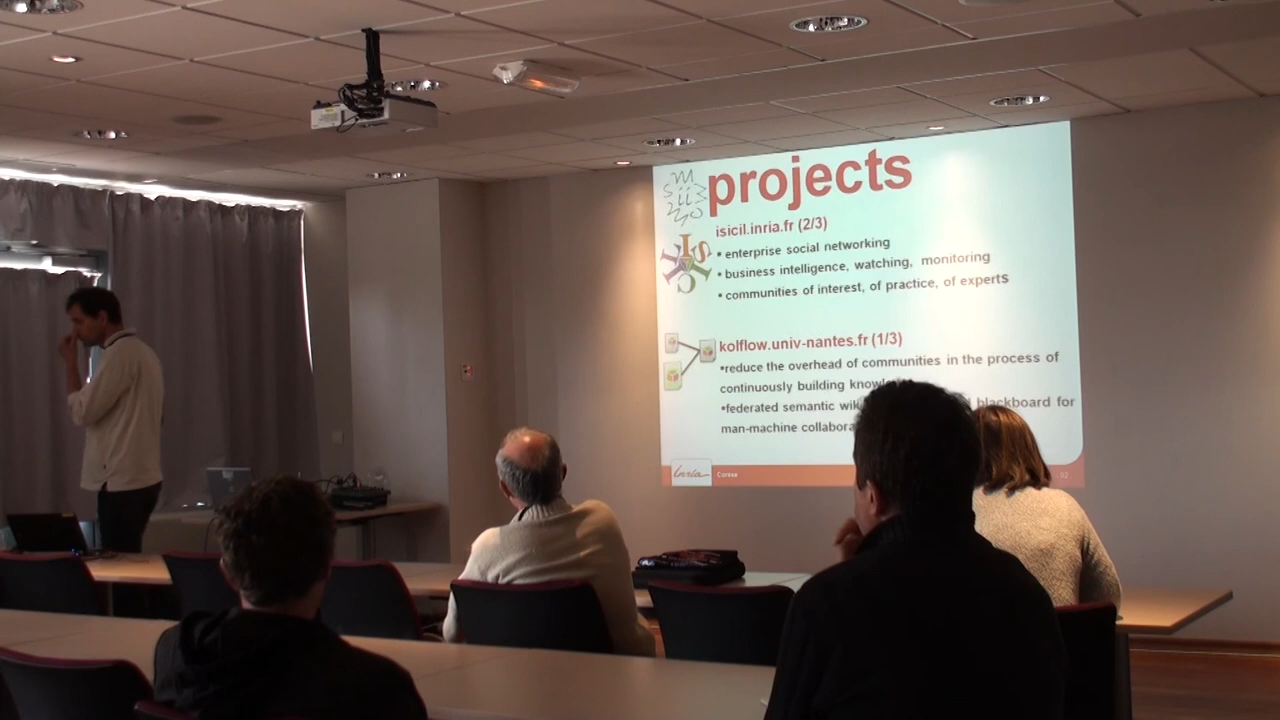 projects
isicil.inria.fr (2/3)
• enterprise social networking
• business intelligence, watching, monitoring
• communities of interest, of practice, of experts
kolflow.univ-nantes.fr (1/3)
•reduce the overhead of communities in the process of
continuously building
•federated semantic blackboard for
man-machine
Inria